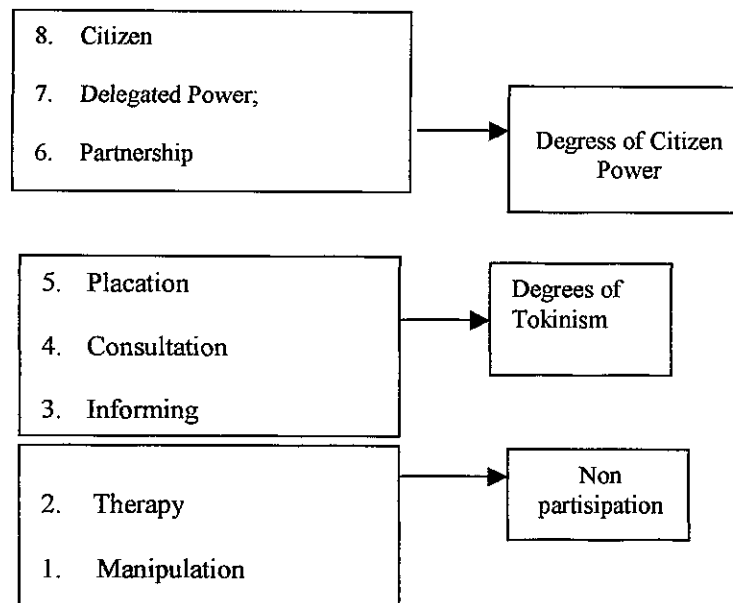 8. Citizen
7. Delegated Power;
6. Partnership
Degress of Citizen
Power
5. Placation
4. Consultation
3. Informing
Degrees of
Tokinism
2. Therapy
1. Manipulation
Non
partisipation